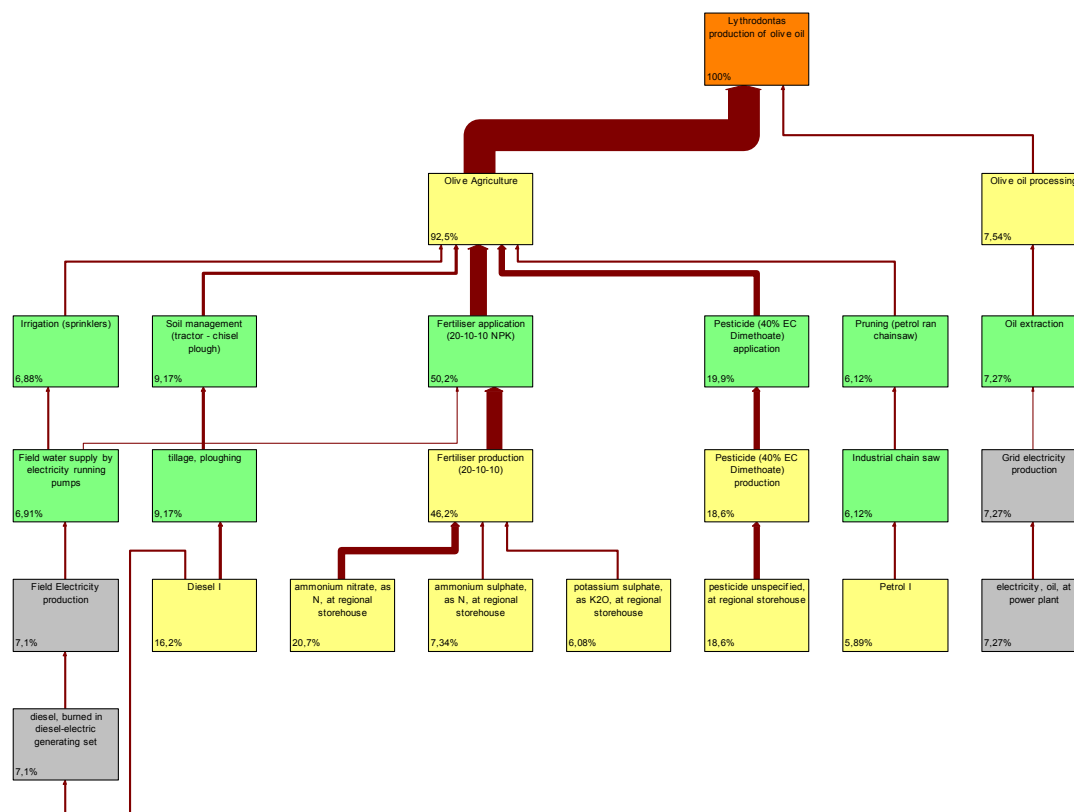 Lythrodontas
production of olive oil
100%
Olive Agriculture
92,5%
Olive oil processing
7,54%
Irrigation (sprinklers)
6,88%
Soil management
(tractor - chisel
plough)
9,17%
Fertiliser application
(20-10-10 NPK)
50,2%
Pesticide (40% EC
Dimethoate)
application
19,9%
Pruning (petrol ran
chainsaw)
6,12%
Oil extraction
7,27%
Field water supply by
electricity running
pumps
6,91%
tillage, ploughing
9,17%
Fertiliser production
(20-10-10)
46,2%
Pesticide (40% EC
Dimethoate)
production
18,6%
Industrial chain saw
6,12%
Grid electricity
production
7,27%
Field Electricity
production
7,1%
Diesel I
16,2%
ammonium nitrate, as
N, at regional
storehouse
20,7%
ammonium sulphate,
as N, at regional
storehouse
7,34%
potassium sulphate,
as K2O, at regional
storehouse
6,08%
pesticide unspecified,
at regional storehouse
18,6%
Petrol I
5,89%
electricity, oil, at
power plant
7,27%
diesel, burned in
diesel-electric
generating set
7,1%